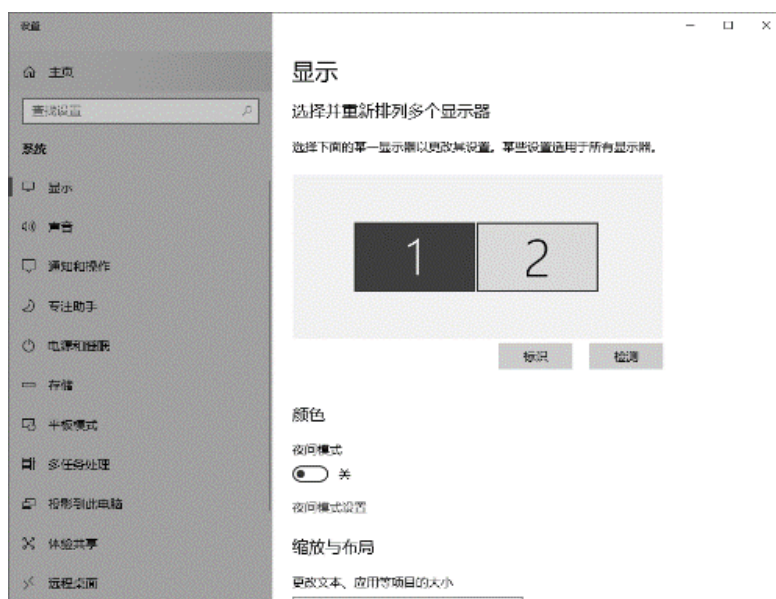 设置
主页
查找设置
系统
显示
声音
通知和操作
专注助手
电源和睡眠
存储
平板模式
多任务处理
投影到此电脑
体验共享
远程桌面
显示
选择并重新排列多个显示器
选择下面的某一显示器以更改其设置。某些设置适用于所有显示器。
1
2
标识
检测
颜色
夜间模式
关
夜间模式设置
缩放与布局
更改文本、应用等项目的大小